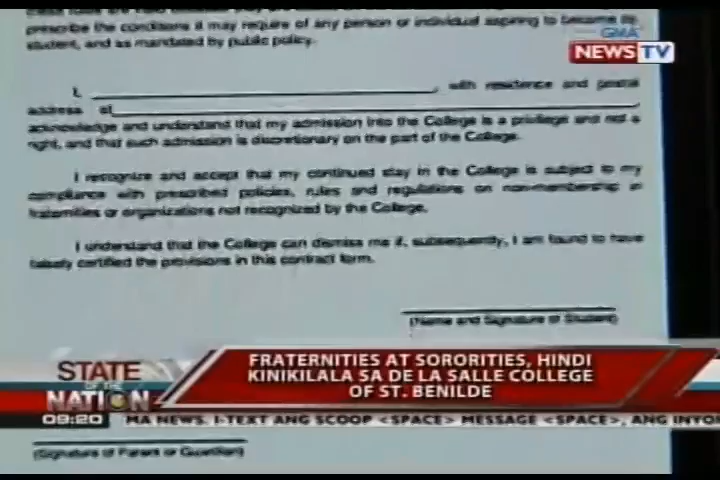 prescribe the conditions it may require of any person or individual aspiring to become its
student, and as mandated by public policy.
GMA
NEWS TV
I, ____________, with residence and postal
address at ____________
acknowledge and understand that my admission into the College is a privilege and not a
right, and that such admission is discretionary on the part of the College.
I recognize and accept that my continued stay in the College is subject to my
compliance with prescribed policies, rules and regulations on non-membership in
fraternities or organizations not recognized by the College.
I understand that the College can dismiss me if, subsequently, I am found to have
falsely certified the provisions in this contract form.
(Name and Signature of Student)
STATE
OF THE
NATION
FRATERNITIES AT SORORITIES, HINDI
KINIKILALA SA DE LA SALLE COLLEGE
OF ST. BENILDE
09:20
MA NEWS. I-TEXT ANG SCOOP <SPACE> MESSAGE <SPACE>, ANG INYO
(Signature of Parent or Guardian)